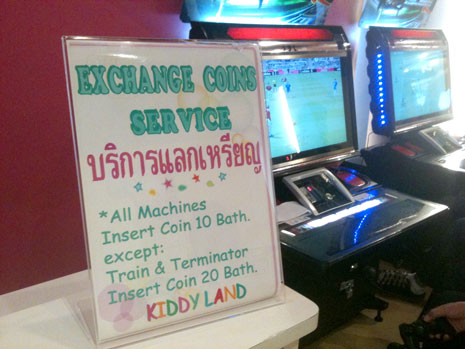 EXCHANGE COINS
SERVICE
บริการแลกเหรียญ
*All Machines
Insert Coin 10 Bath.
except:
Train & Terminator
Insert Coin 20 Bath.
KIDDY LAND